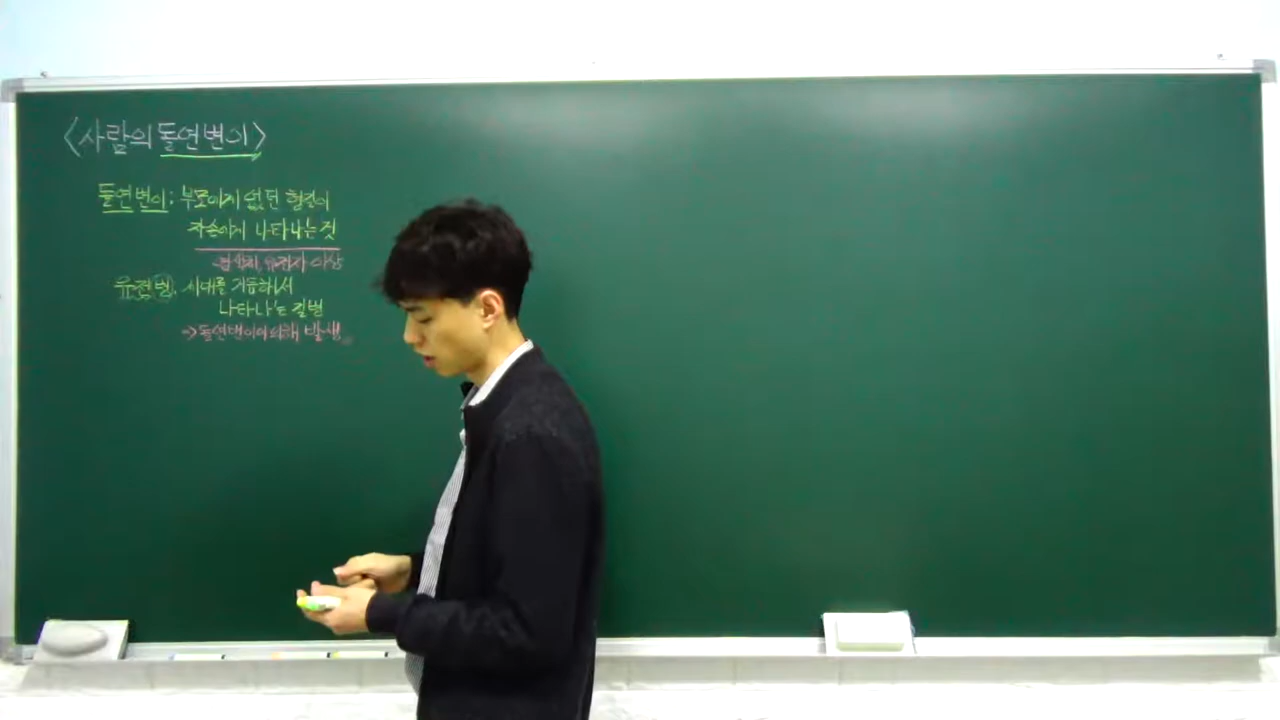 <사람의 돌연변이>
돌연변이: 부모에게 없던 형질이
자손에게 나타나는 것
염색체, 유전자 이상
유전병: 세대를 거듭해서
나타나는 질병
→돌연변이에 의해 발생.